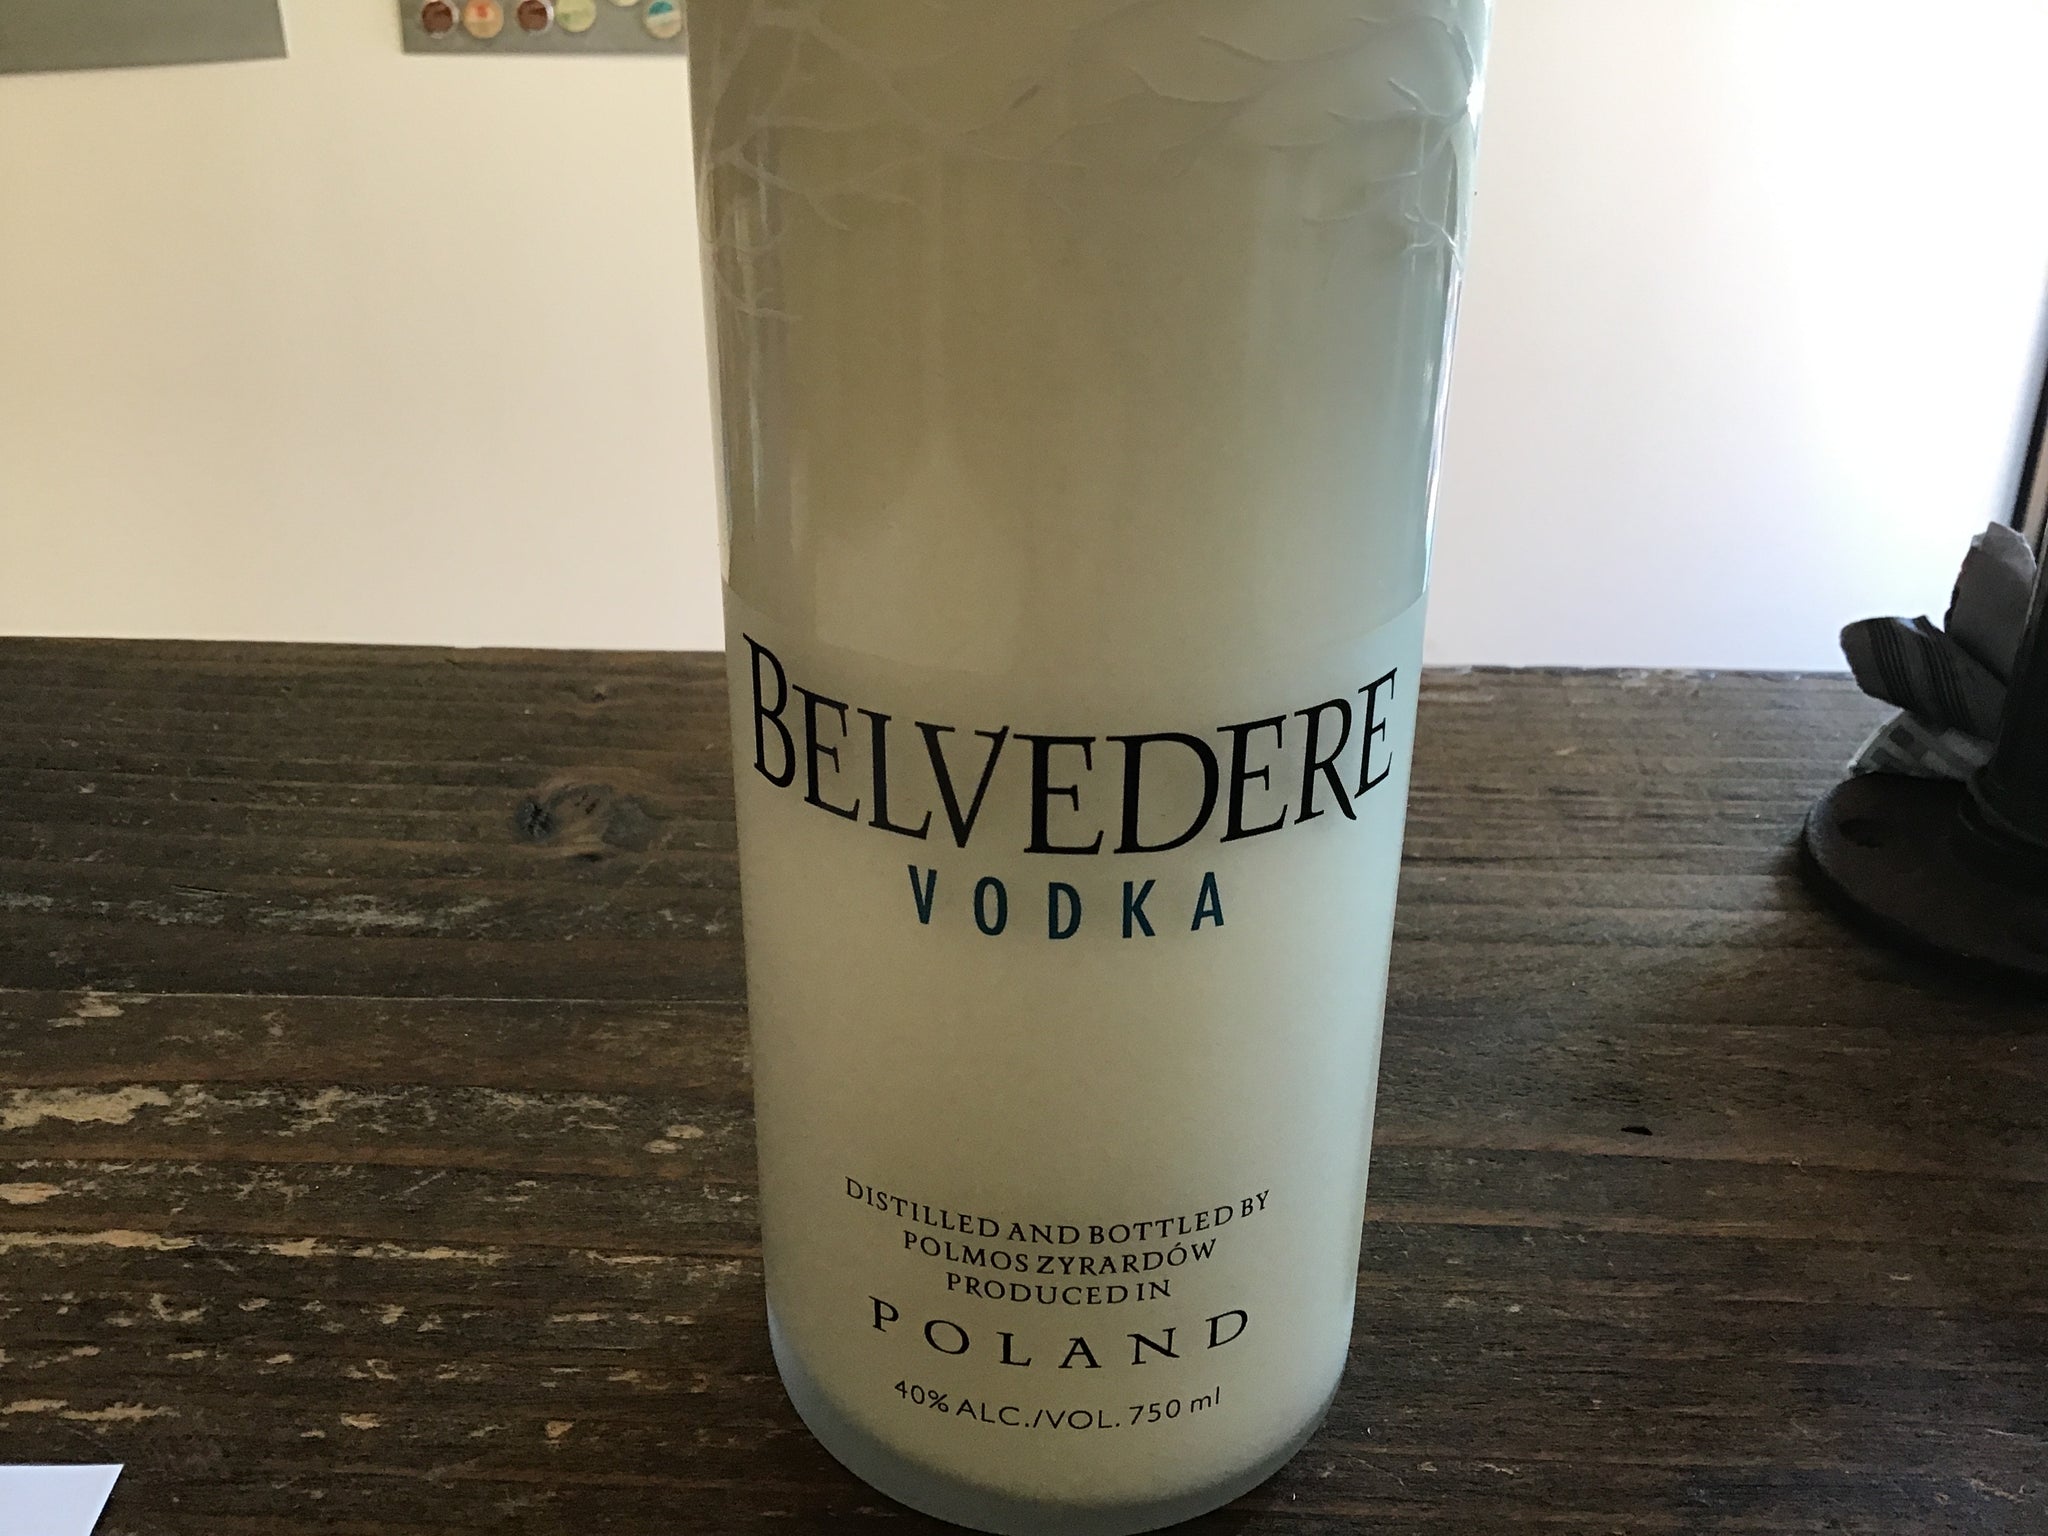 BELVEDERE
VODKA
DISTILLED AND BOTTLED BY
POLMOS ZYRARDÓW
PRODUCED IN
POLAND
40% ALC./VOL. 750 ml